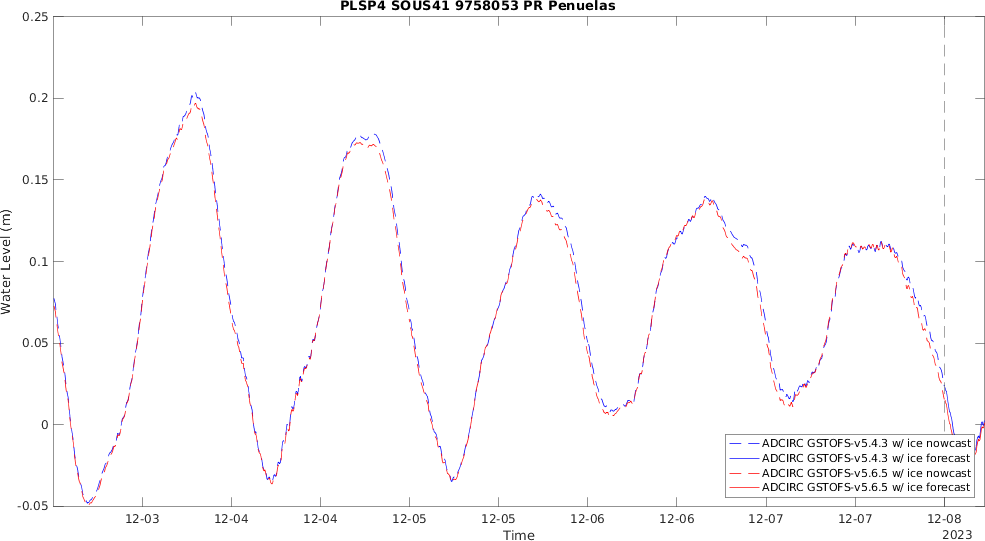 PLSP4 SOUS41 9758053 PR Penuelas
0.25
0.2
0.15
0.1
0.05
0
-0.05
Water Level (m)
12-03
12-04
12-04
12-05
12-05
12-06
12-06
12-07
12-07
12-08
2023
Time
ADCIRC GSTOFS-v5.4.3 w/ ice nowcast
ADCIRC GSTOFS-v5.4.3 w/ ice forecast
ADCIRC GSTOFS-v5.6.5 w/ ice nowcast
ADCIRC GSTOFS-v5.6.5 w/ ice forecast